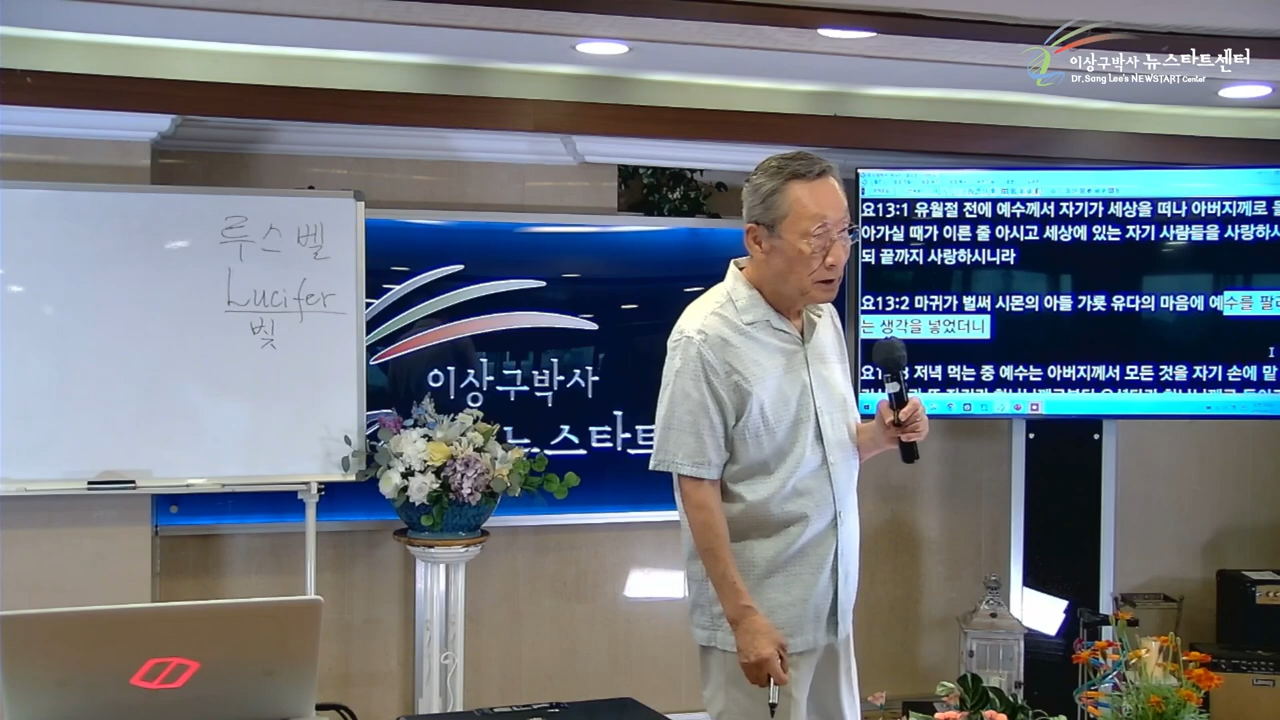 이상구박사 뉴스타트센터
Dr.Sang Lee's NEWSTART Center
루스벨
Lucifer
빛
이상구박사
뉴스타트
요13:1 유월절 전에 예수께서 자기가 세상을 떠나 아버지께로
아가실 때가 이른 줄 아시고 세상에 있는 자기 사람들을 사랑하시
되 끝까지 사랑하시니라
요13:2 마귀가 벌써 시몬의 아들 가룟 유다의 마음에 예수를
는 생각을 넣었더니
저녁 먹는 중 예수는 아버지께서 모든 것을 자기 손에
Laney